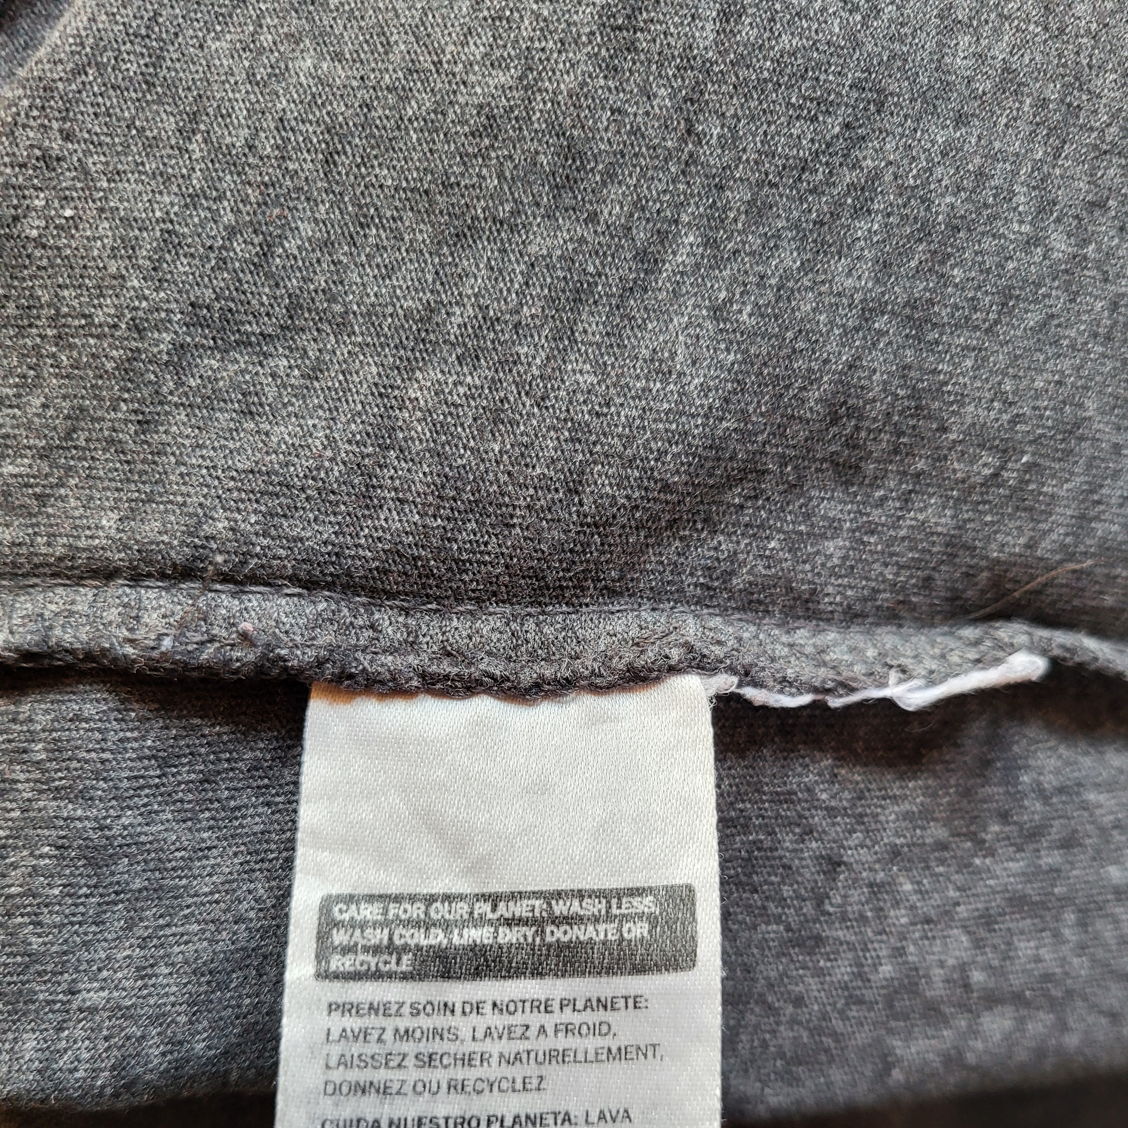 CARE FOR OUR PLANET: WASH LESS,
WASH COLD, LINE DRY, DONATE OR
RECYCLE
PRENEZ SOIN DE NOTRE PLANETE:
LAVEZ MOINS, LAVEZ A FROID,
LAISSEZ SECHER NATURELLEMENT,
DONNEZ OU RECYCLEZ
CUIDA NUESTRO PLANETA: LAVA